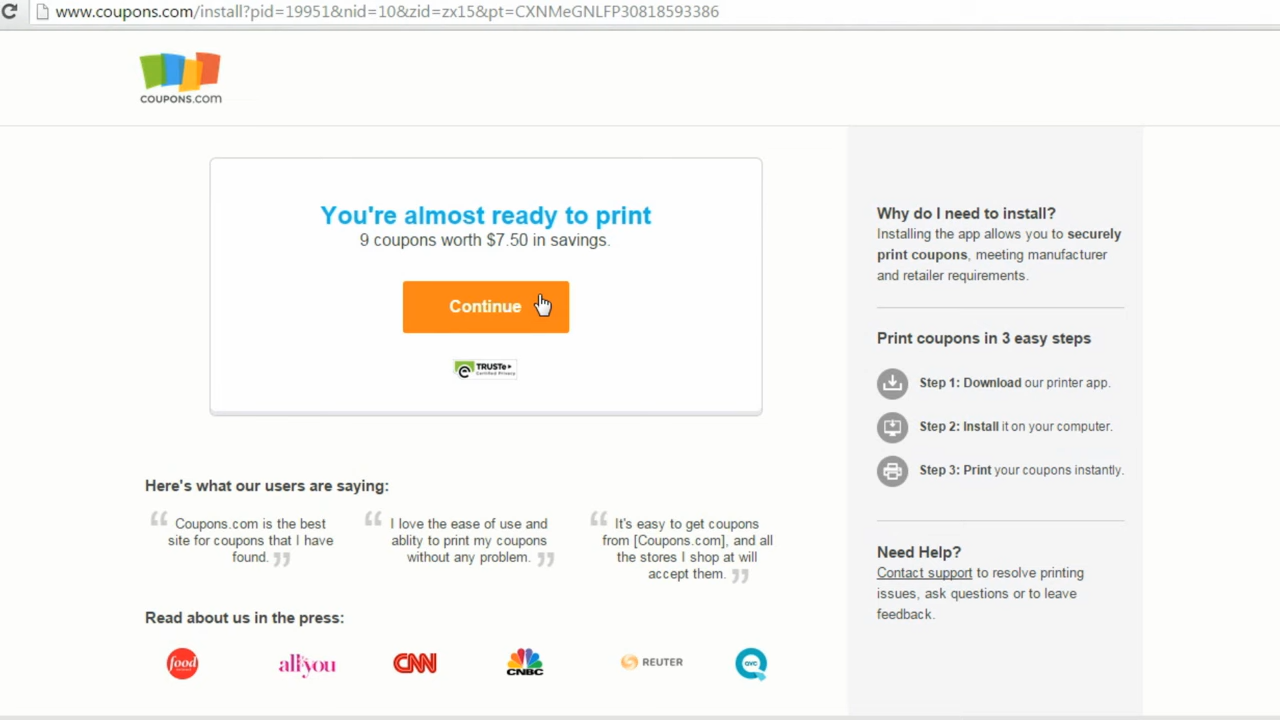 www.coupons.com/install?pid=19951&nid=10&zid=zx15&pt=CXNMeGNLFP30818593386
COUPONS.COM
You're almost ready to print
9 coupons worth $7.50 in savings.
Continue
TRUSTe
Certified Privacy
Why do I need to install?
Installing the app allows you to securely
print coupons, meeting manufacturer
and retailer requirements.
Print coupons in 3 easy steps
Step 1: Download our printer app.
Step 2: Install it on your computer.
Step 3: Print your coupons instantly.
Need Help?
Contact support to resolve printing
issues, ask questions or to leave
feedback.
Here's what our users are saying:
“ Coupons.com is the best
site for coupons that I have
found. ”
“ I love the ease of use and
ablity to print my coupons
without any problem. ”
“ It's easy to get coupons
from [Coupons.com], and all
the stores I shop at will
accept them. ”
Read about us in the press:
food
all you
CNN
CNBC
REUTER
QVC